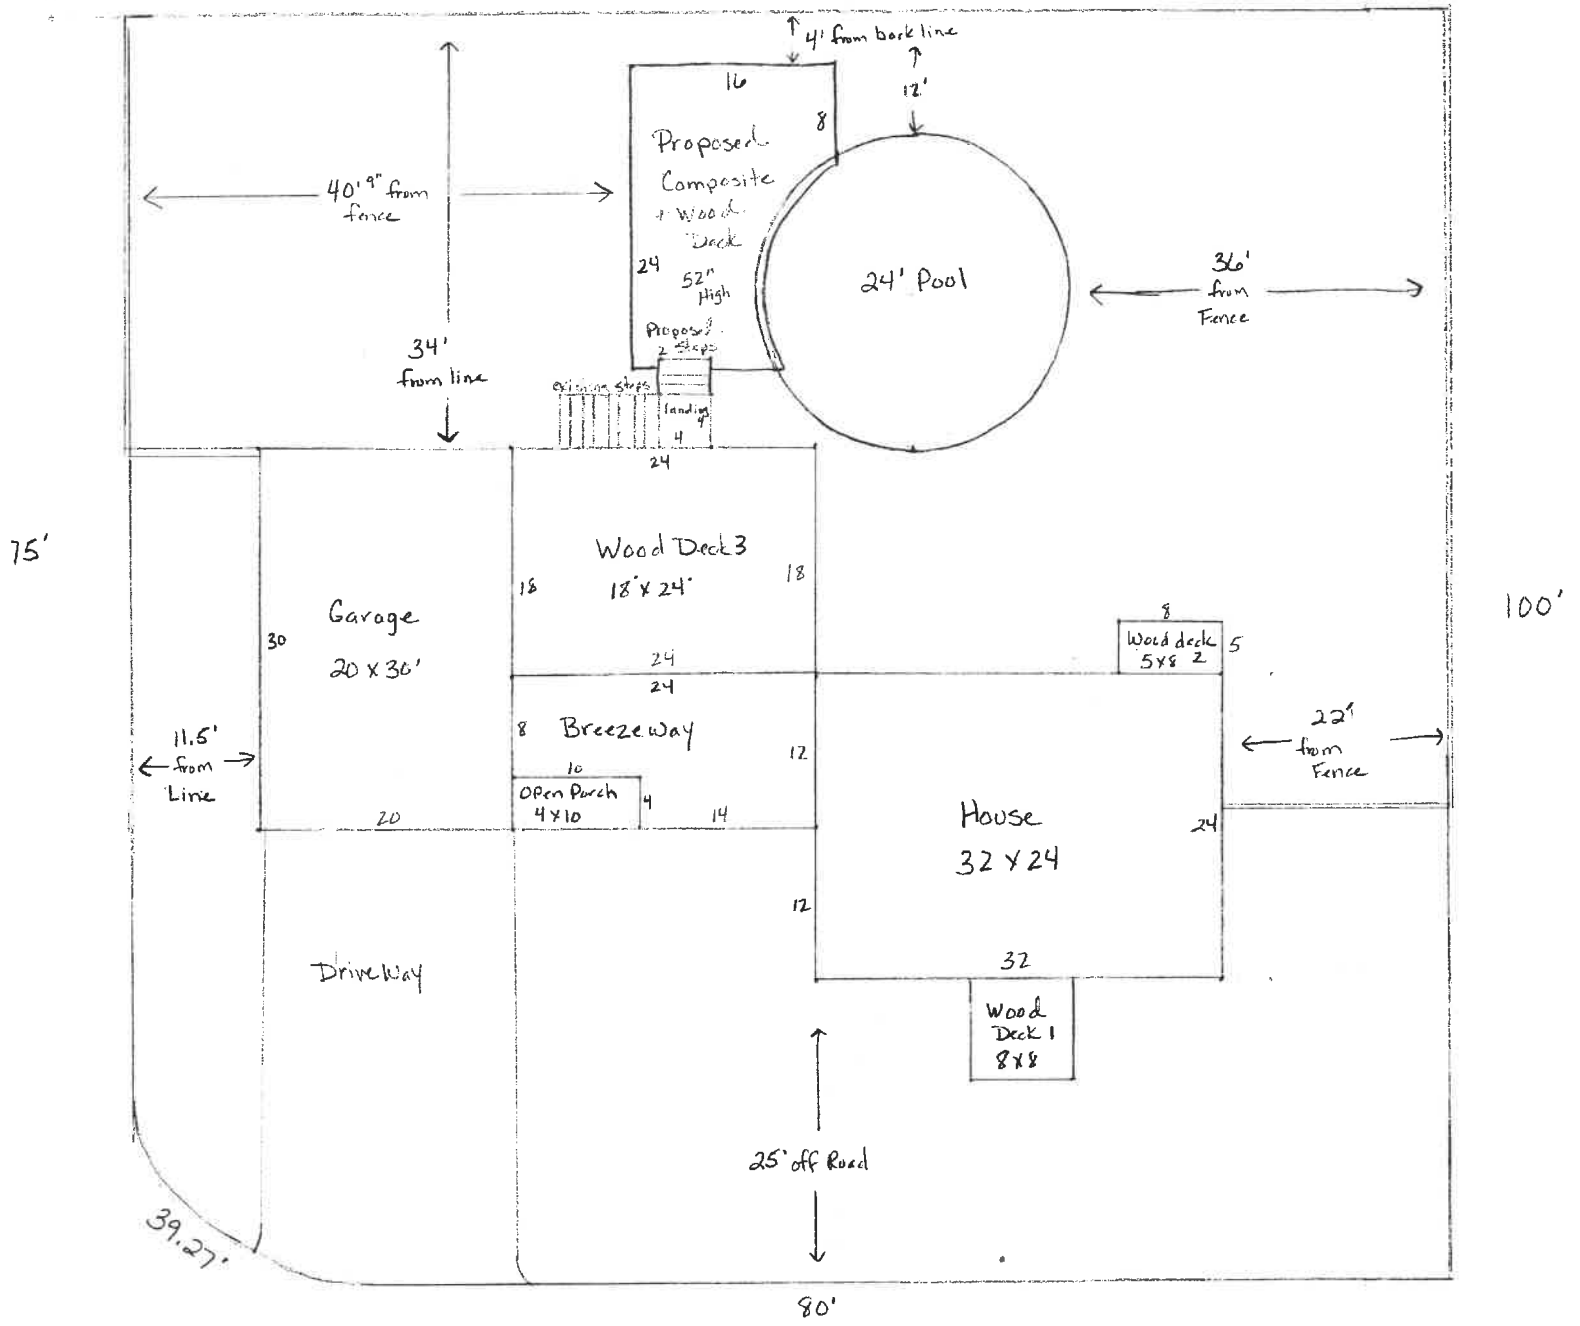 4' from back line
12'
16
8
Proposed
Composite
+ Wood
Deck
24
52"
High
Proposed
2 Steps
24' Pool
40'9" from
fence
36'
from
Fence
34'
from line
existing steps
landing
4
4
24
75'
100'
Wood Deck 3
18' x 24'
18
18
24
Garage
20 x 30'
30
20
8
Wood deck
5x8 2
5
24
Breezeway
8
12
10
Open Porch
4 x 10
4
14
11.5'
from
Line
22'
from
Fence
House
32 x 24
24
12
32
Wood
Deck 1
8 x 8
DriveWay
25' off Road
39.27'
80'